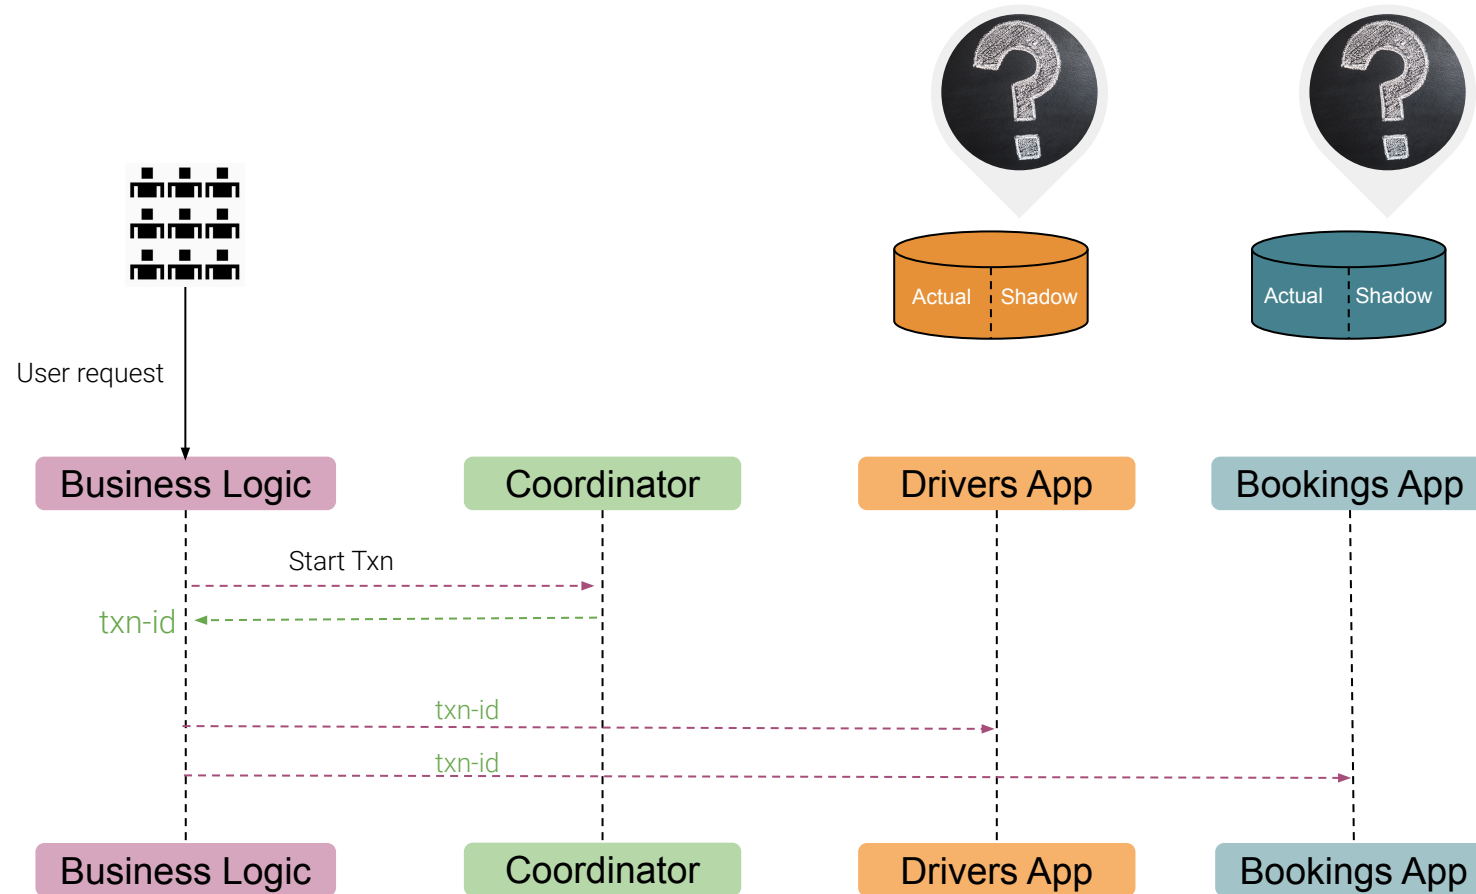 ?
?
Actual Shadow
Actual Shadow
User request
Business Logic
Coordinator
Drivers App
Bookings App
Start Txn
txn-id
txn-id
txn-id
Business Logic
Coordinator
Drivers App
Bookings App